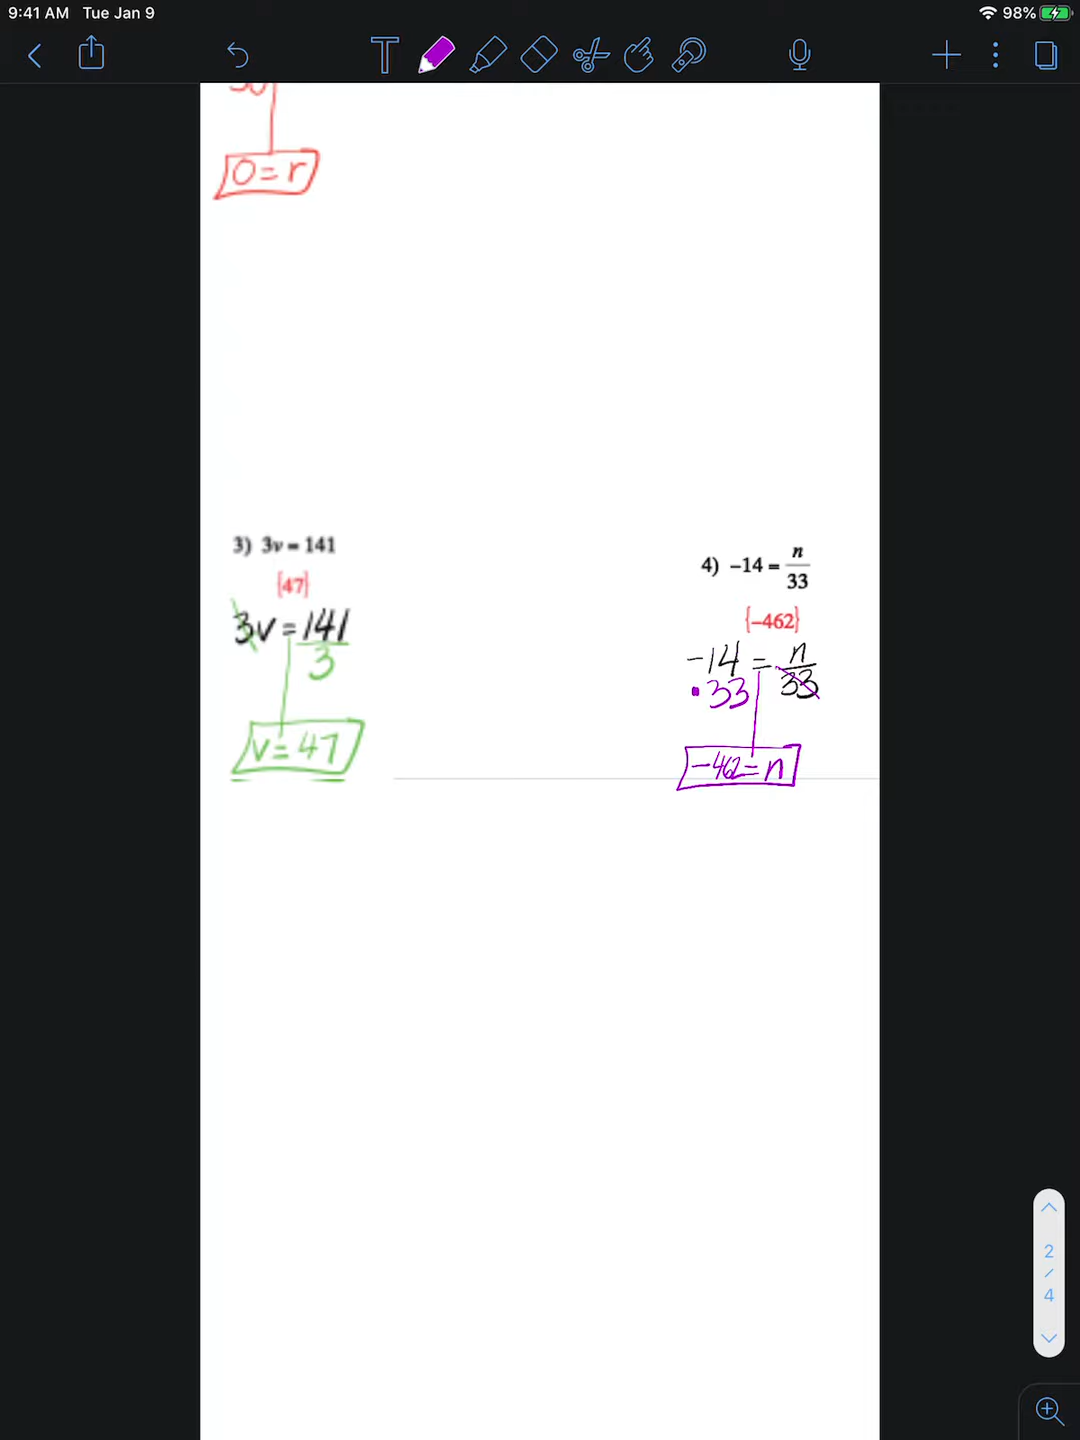 9:41 AM Tue Jan 9
98%
T
0 = r
3) 3v = 141
{47}
3v = 141
3
v = 47
4) −14 = n
33
{−462}
-14 = n
33
• 33
-462 = n
2
/
4